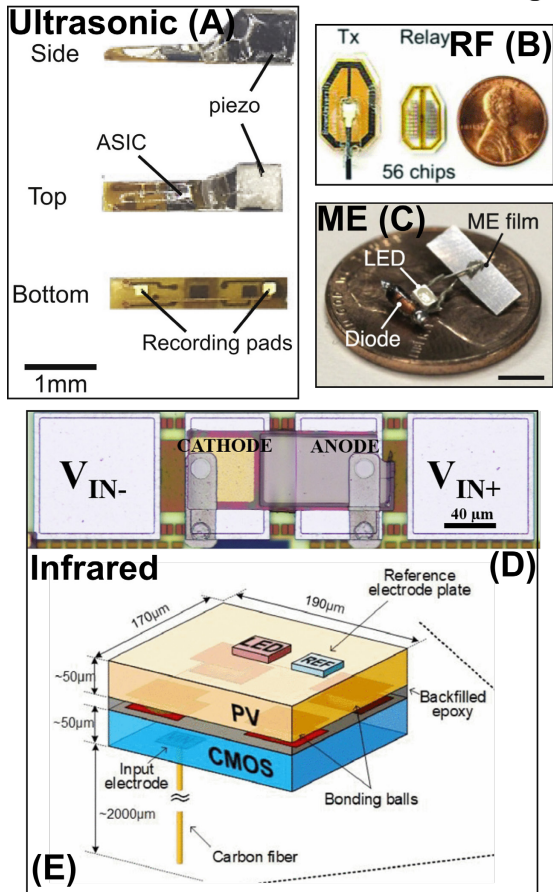 Ultrasonic (A)
Side
piezo
ASIC
Top
Bottom
Recording pads
1mm
Tx
Relay
RF (B)
56 chips
ME (C)
ME film
LED
Diode
CATHODE
ANODE
V_IN-
V_IN+
40 µm
Infrared
(D)
170µm
190µm
Reference
electrode plate
LED
REF
~50µm
PV
Backfilled
epoxy
~50µm
CMOS
Input
electrode
Bonding balls
~2000µm
Carbon fiber
(E)